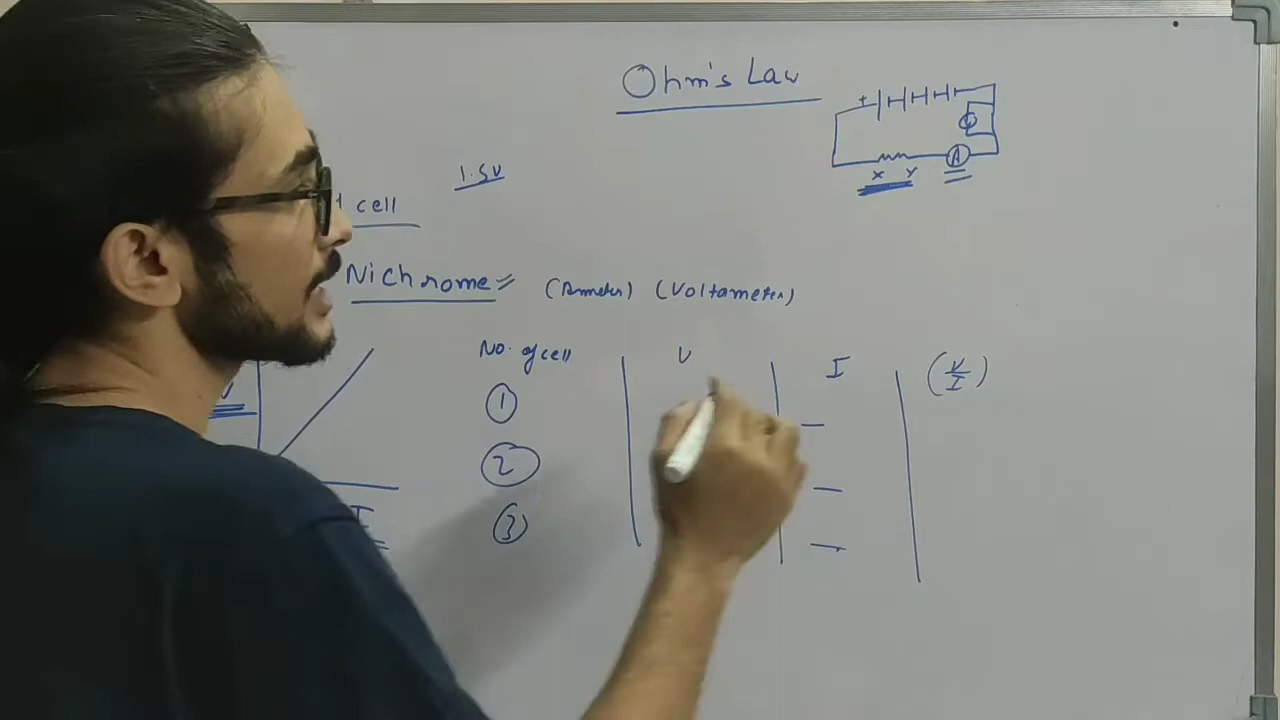 Ohm's Law
+
A
X Y
1.5V
cell
Nichrome =
(Ammeter) (Voltameter)
No. of cell V I (V/I)
1 —
2 —
3 —
V
I